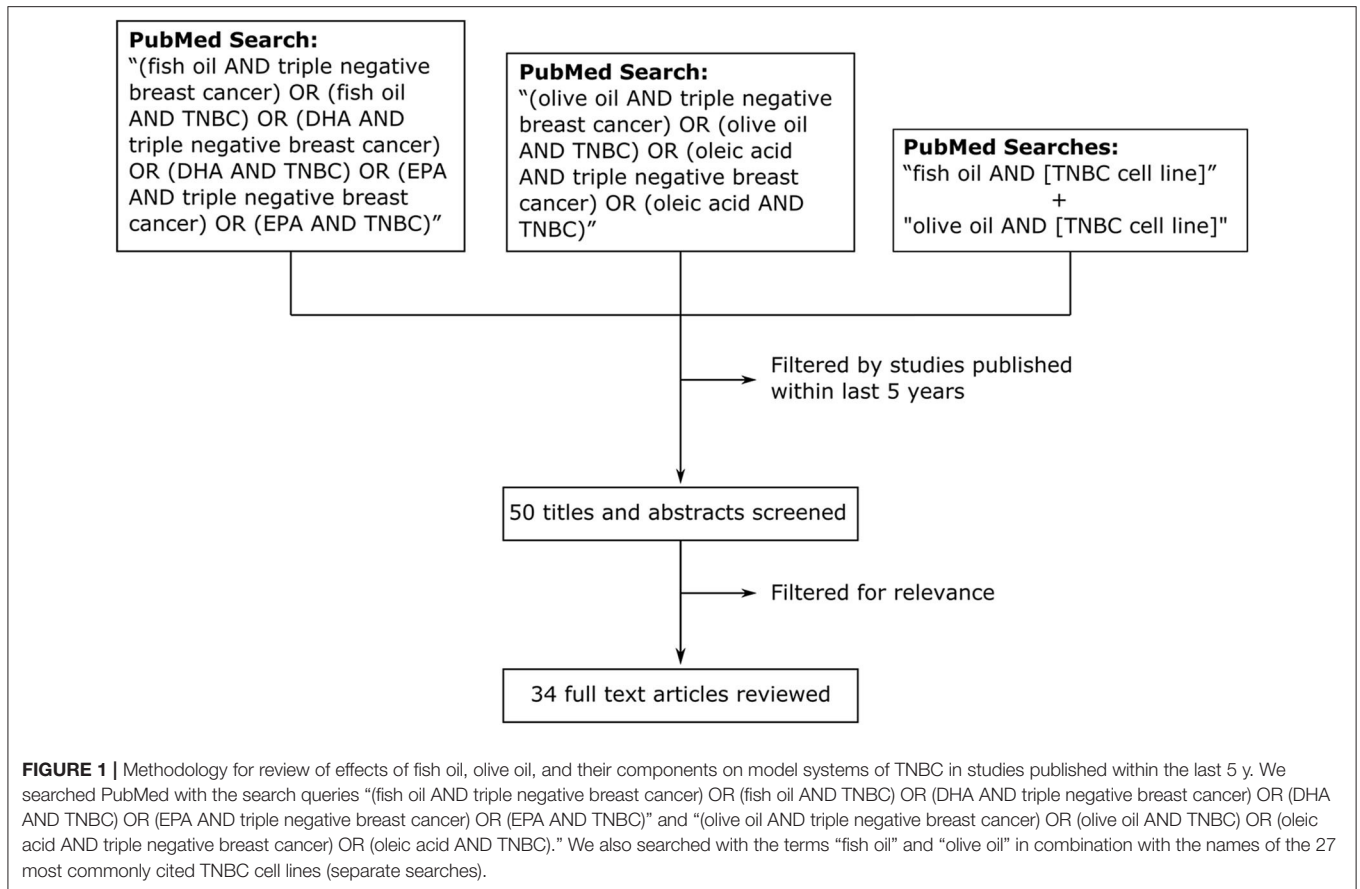 PubMed Search:
“(fish oil AND triple negative
breast cancer) OR (fish oil
AND TNBC) OR (DHA AND
triple negative breast cancer)
OR (DHA AND TNBC) OR (EPA
AND triple negative breast
cancer) OR (EPA AND TNBC)”
PubMed Search:
“(olive oil AND triple negative
breast cancer) OR (olive oil
AND TNBC) OR (oleic acid
AND triple negative breast
cancer) OR (oleic acid AND
TNBC)”
PubMed Searches:
“fish oil AND [TNBC cell line]”
+
"olive oil AND [TNBC cell line]"
Filtered by studies published
within last 5 years
50 titles and abstracts screened
Filtered for relevance
34 full text articles reviewed
FIGURE 1 | Methodology for review of effects of fish oil, olive oil, and their components on model systems of TNBC in studies published within the last 5 y. We
searched PubMed with the search queries “(fish oil AND triple negative breast cancer) OR (fish oil AND TNBC) OR (DHA AND triple negative breast cancer) OR (DHA
AND TNBC) OR (EPA AND triple negative breast cancer) OR (EPA AND TNBC)” and “(olive oil AND triple negative breast cancer) OR (olive oil AND TNBC) OR (oleic
acid AND triple negative breast cancer) OR (oleic acid AND TNBC).” We also searched with the terms “fish oil” and “olive oil” in combination with the names of the 27
most commonly cited TNBC cell lines (separate searches).